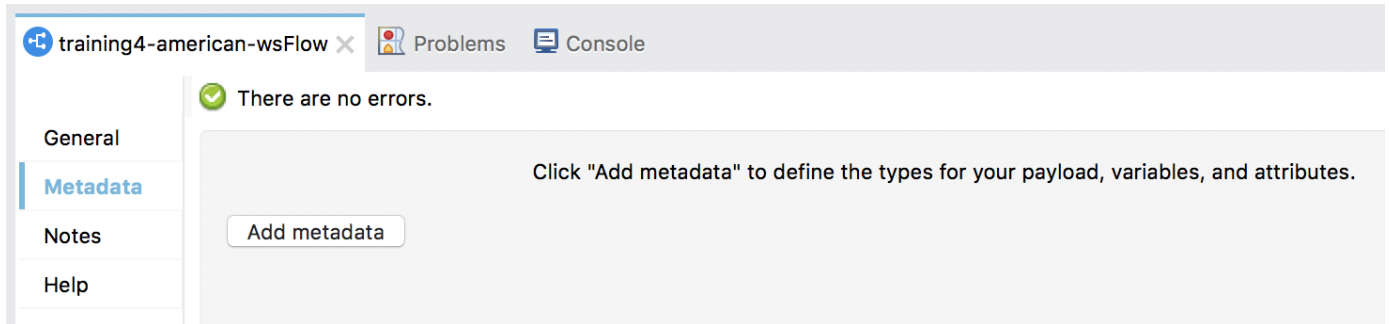 training4-american-wsFlow Problems Console
There are no errors.
General
Click "Add metadata" to define the types for your payload, variables, and attributes.
Metadata
Add metadata
Notes
Help